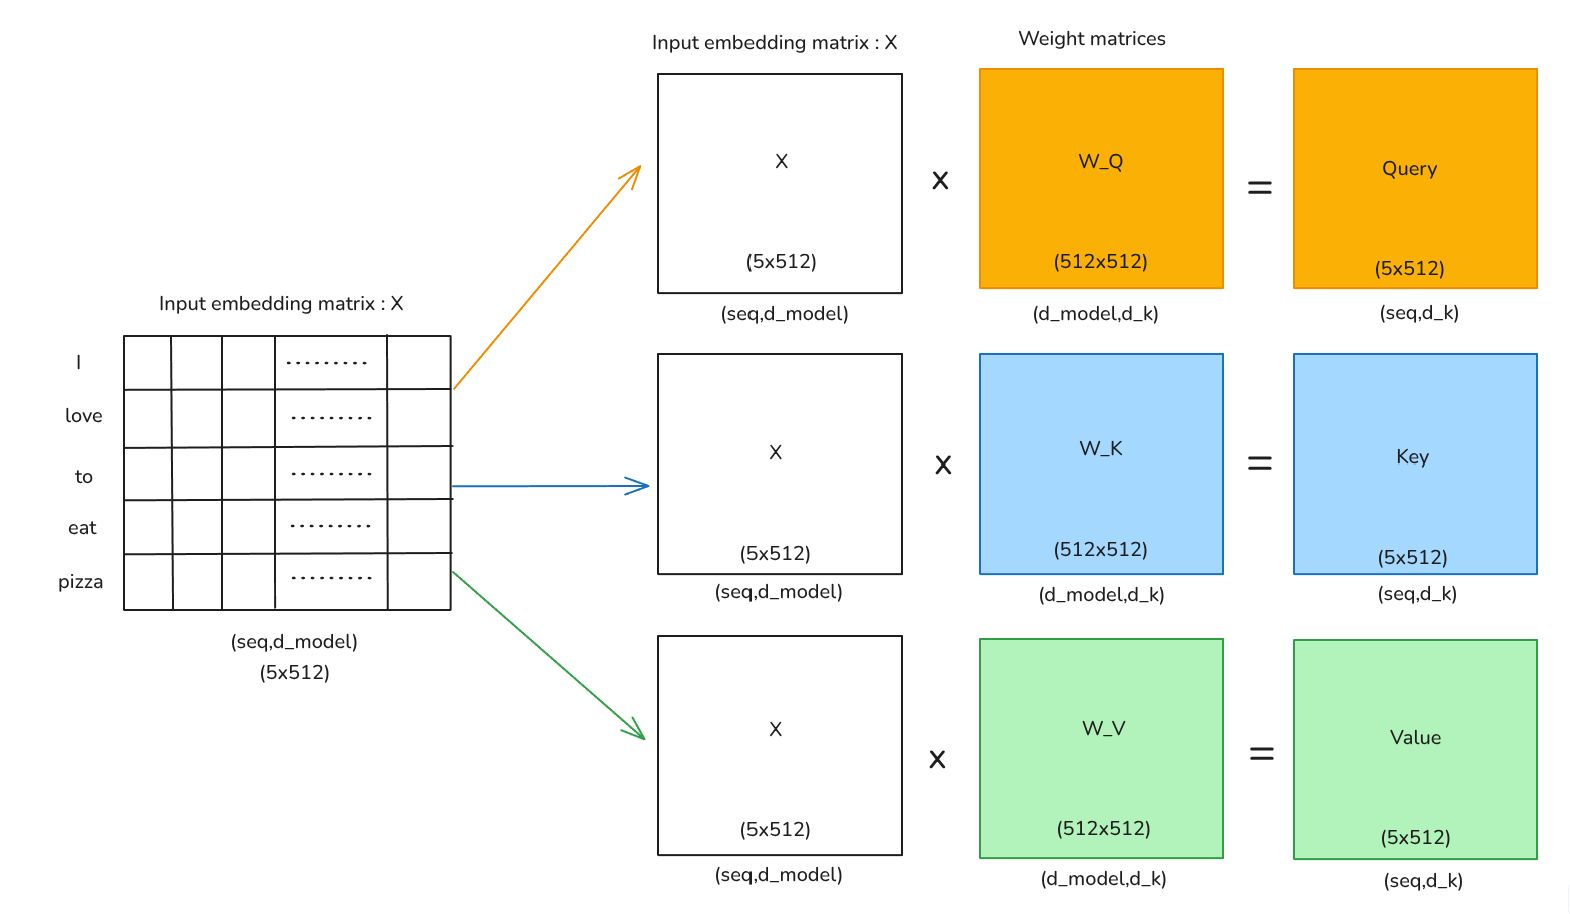 Input embedding matrix : X
I
love
to
eat
pizza
.........
.........
.........
.........
.........
(seq,d_model)
(5x512)
Input embedding matrix : X
Weight matrices
X
(5x512)
(seq,d_model)
x
W_Q
(512x512)
(d_model,d_k)
=
Query
(5x512)
(seq,d_k)
X
(5x512)
(seq,d_model)
x
W_K
(512x512)
(d_model,d_k)
=
Key
(5x512)
(seq,d_k)
X
(5x512)
(seq,d_model)
x
W_V
(512x512)
(d_model,d_k)
=
Value
(5x512)
(seq,d_k)